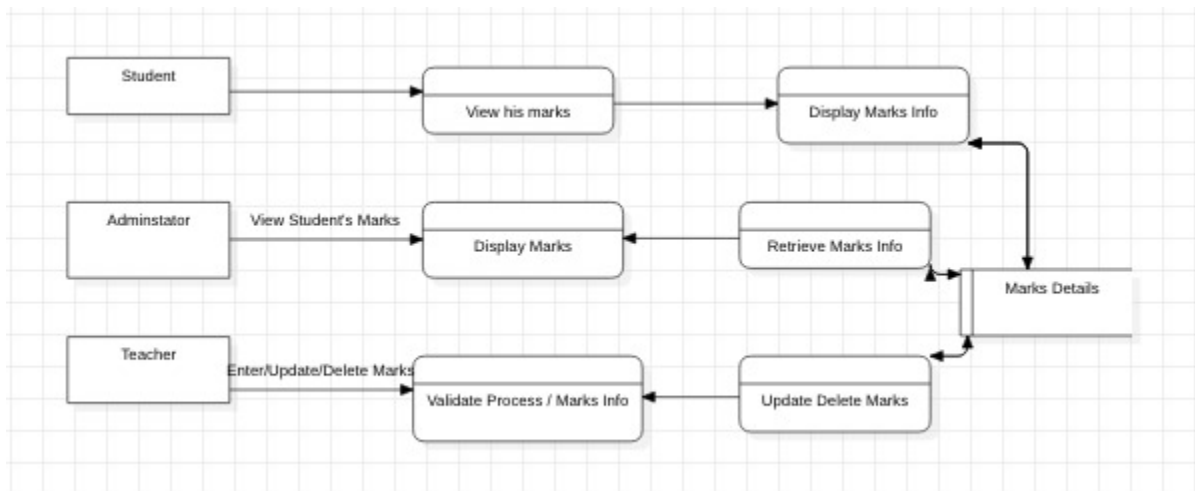 Student
View his marks
Display Marks Info
Adminstator
View Student's Marks
Display Marks
Retrieve Marks Info
Marks Details
Teacher
Enter/Update/Delete Marks
Validate Process / Marks Info
Update Delete Marks